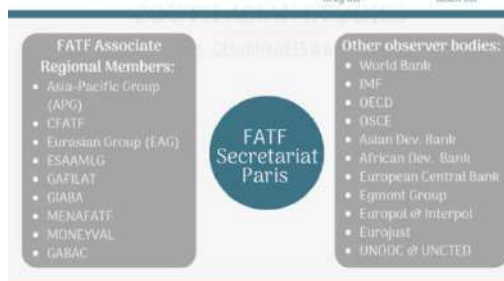 FATF Associate
Regional Members:
• Asia-Pacific Group
(APG)
• CFATF
• Eurasian Group (EAG)
• ESAAMLG
• GAFILAT
• GIABA
• MENAFATF
• MONEYVAL
• GABAC
FATF
Secretariat
Paris
Other observer bodies:
• World Bank
• IMF
• OECD
• OSCE
• Asian Dev. Bank
• African Dev. Bank
• European Central Bank
• Egmont Group
• Europol & Interpol
• Eurojust
• UNODC & UNCTED